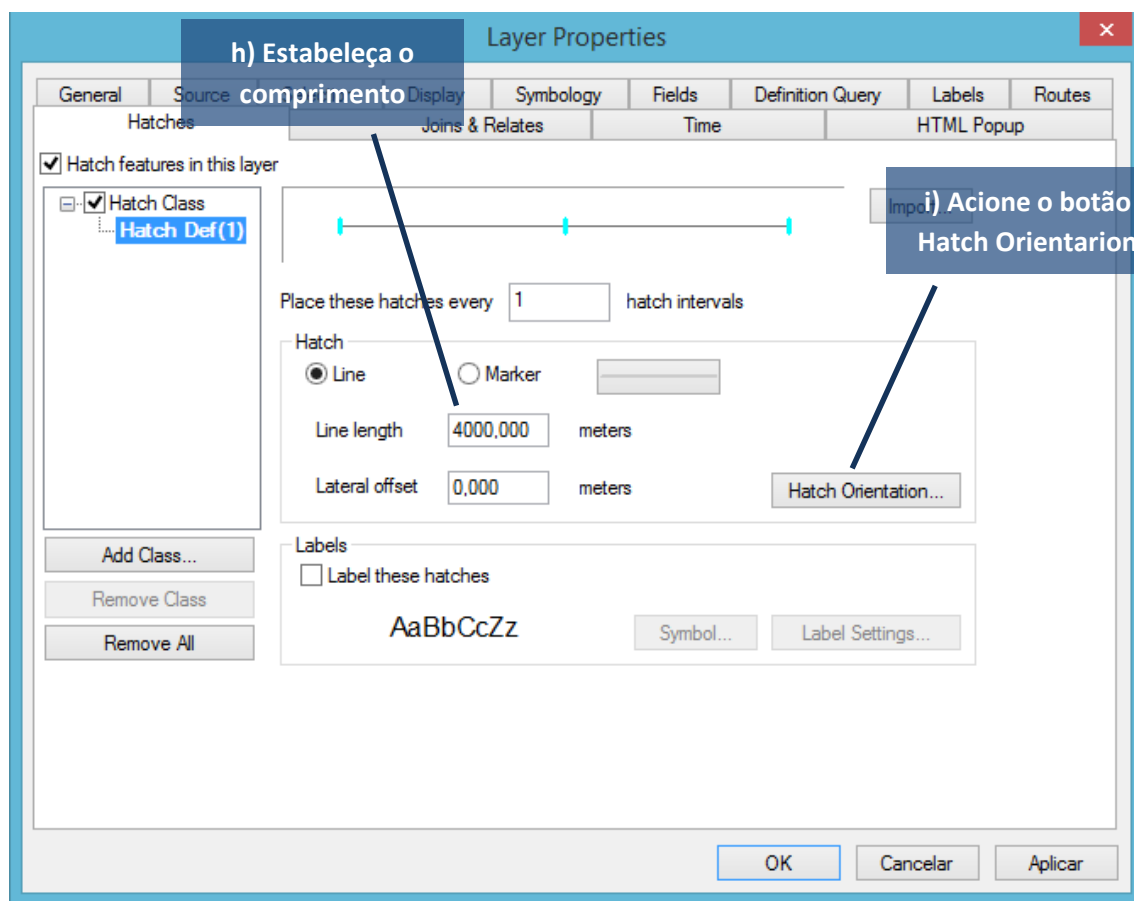 Layer Properties
h) Estabeleça o
comprimento
General Source Display Symbology Fields Definition Query Labels Routes
Hatches Joins & Relates Time HTML Popup
Hatch features in this layer
Hatch Class
Hatch Def(1)
i) Acione o botão
Hatch Orientarion
Place these hatches every 1 hatch intervals
Hatch
Line Marker
Line length 4000,000 meters
Lateral offset 0,000 meters
Hatch Orientation...
Add Class...
Remove Class
Remove All
Labels
Label these hatches
AaBbCcZz Symbol... Label Settings...
OK Cancelar Aplicar